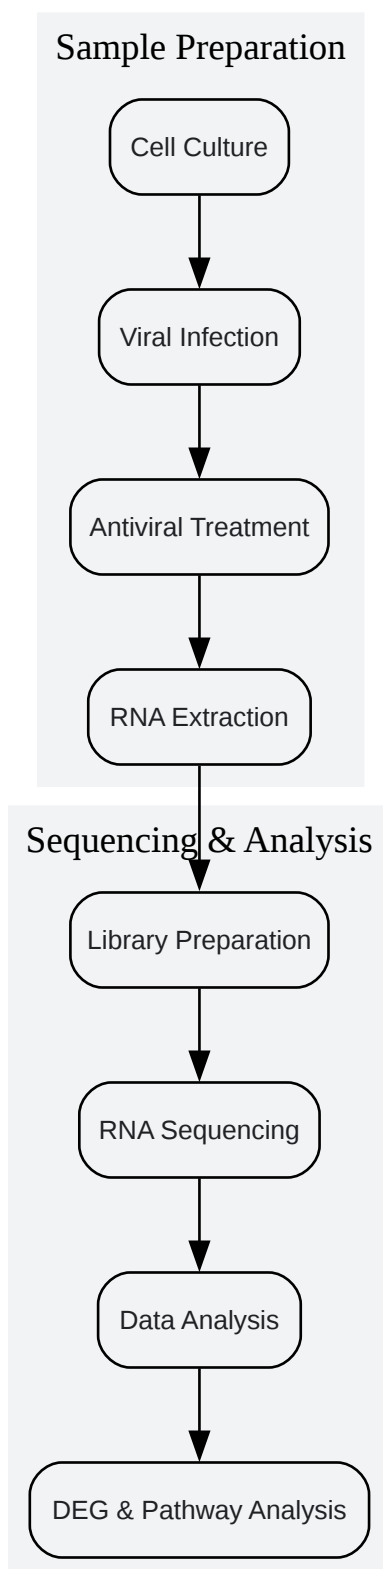 Sample Preparation
Cell Culture
Viral Infection
Antiviral Treatment
RNA Extraction
Sequencing & Analysis
Library Preparation
RNA Sequencing
Data Analysis
DEG & Pathway Analysis